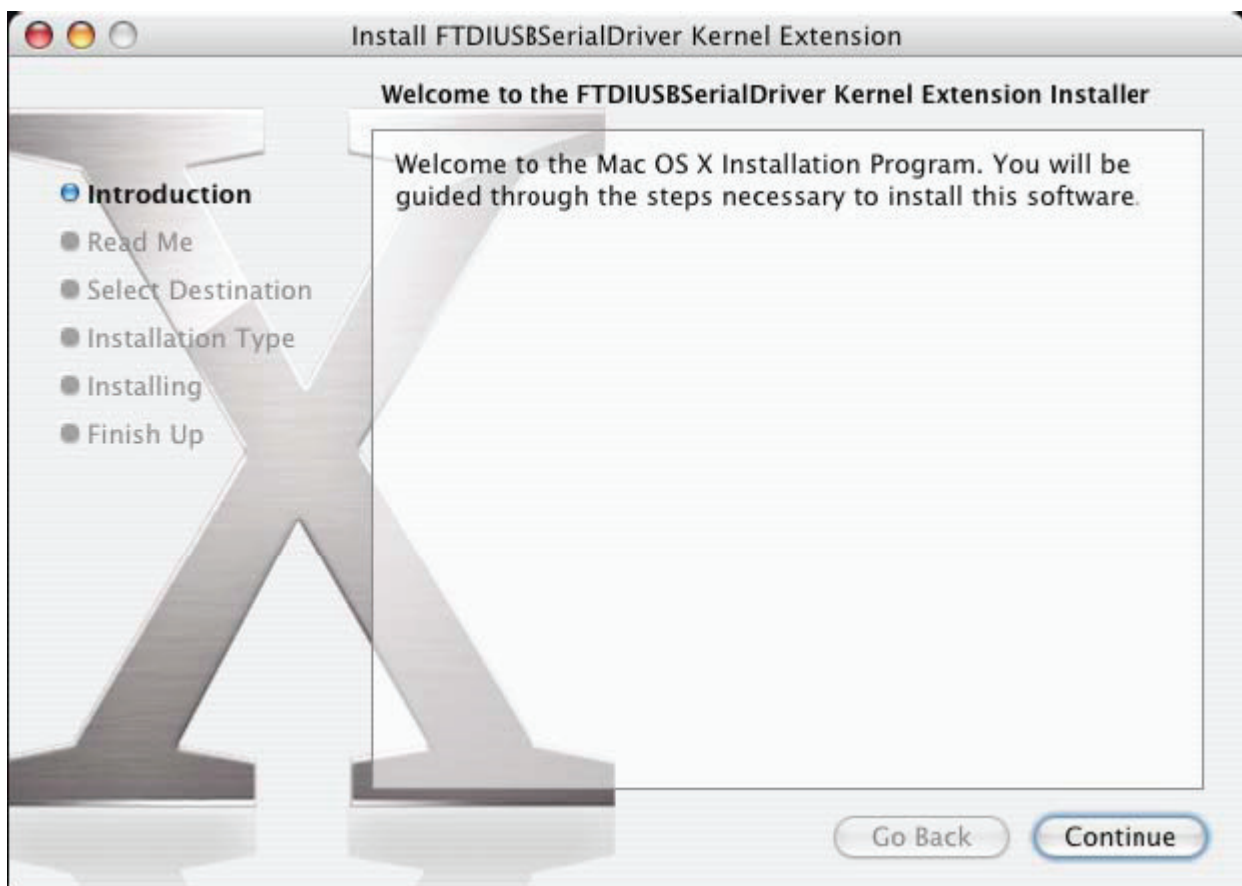 Install FTDIUSBSerialDriver Kernel Extension
Welcome to the FTDIUSBSerialDriver Kernel Extension Installer
Introduction
Read Me
Select Destination
Installation Type
Installing
Finish Up
Welcome to the Mac OS X Installation Program. You will be
guided through the steps necessary to install this software.
Go Back
Continue